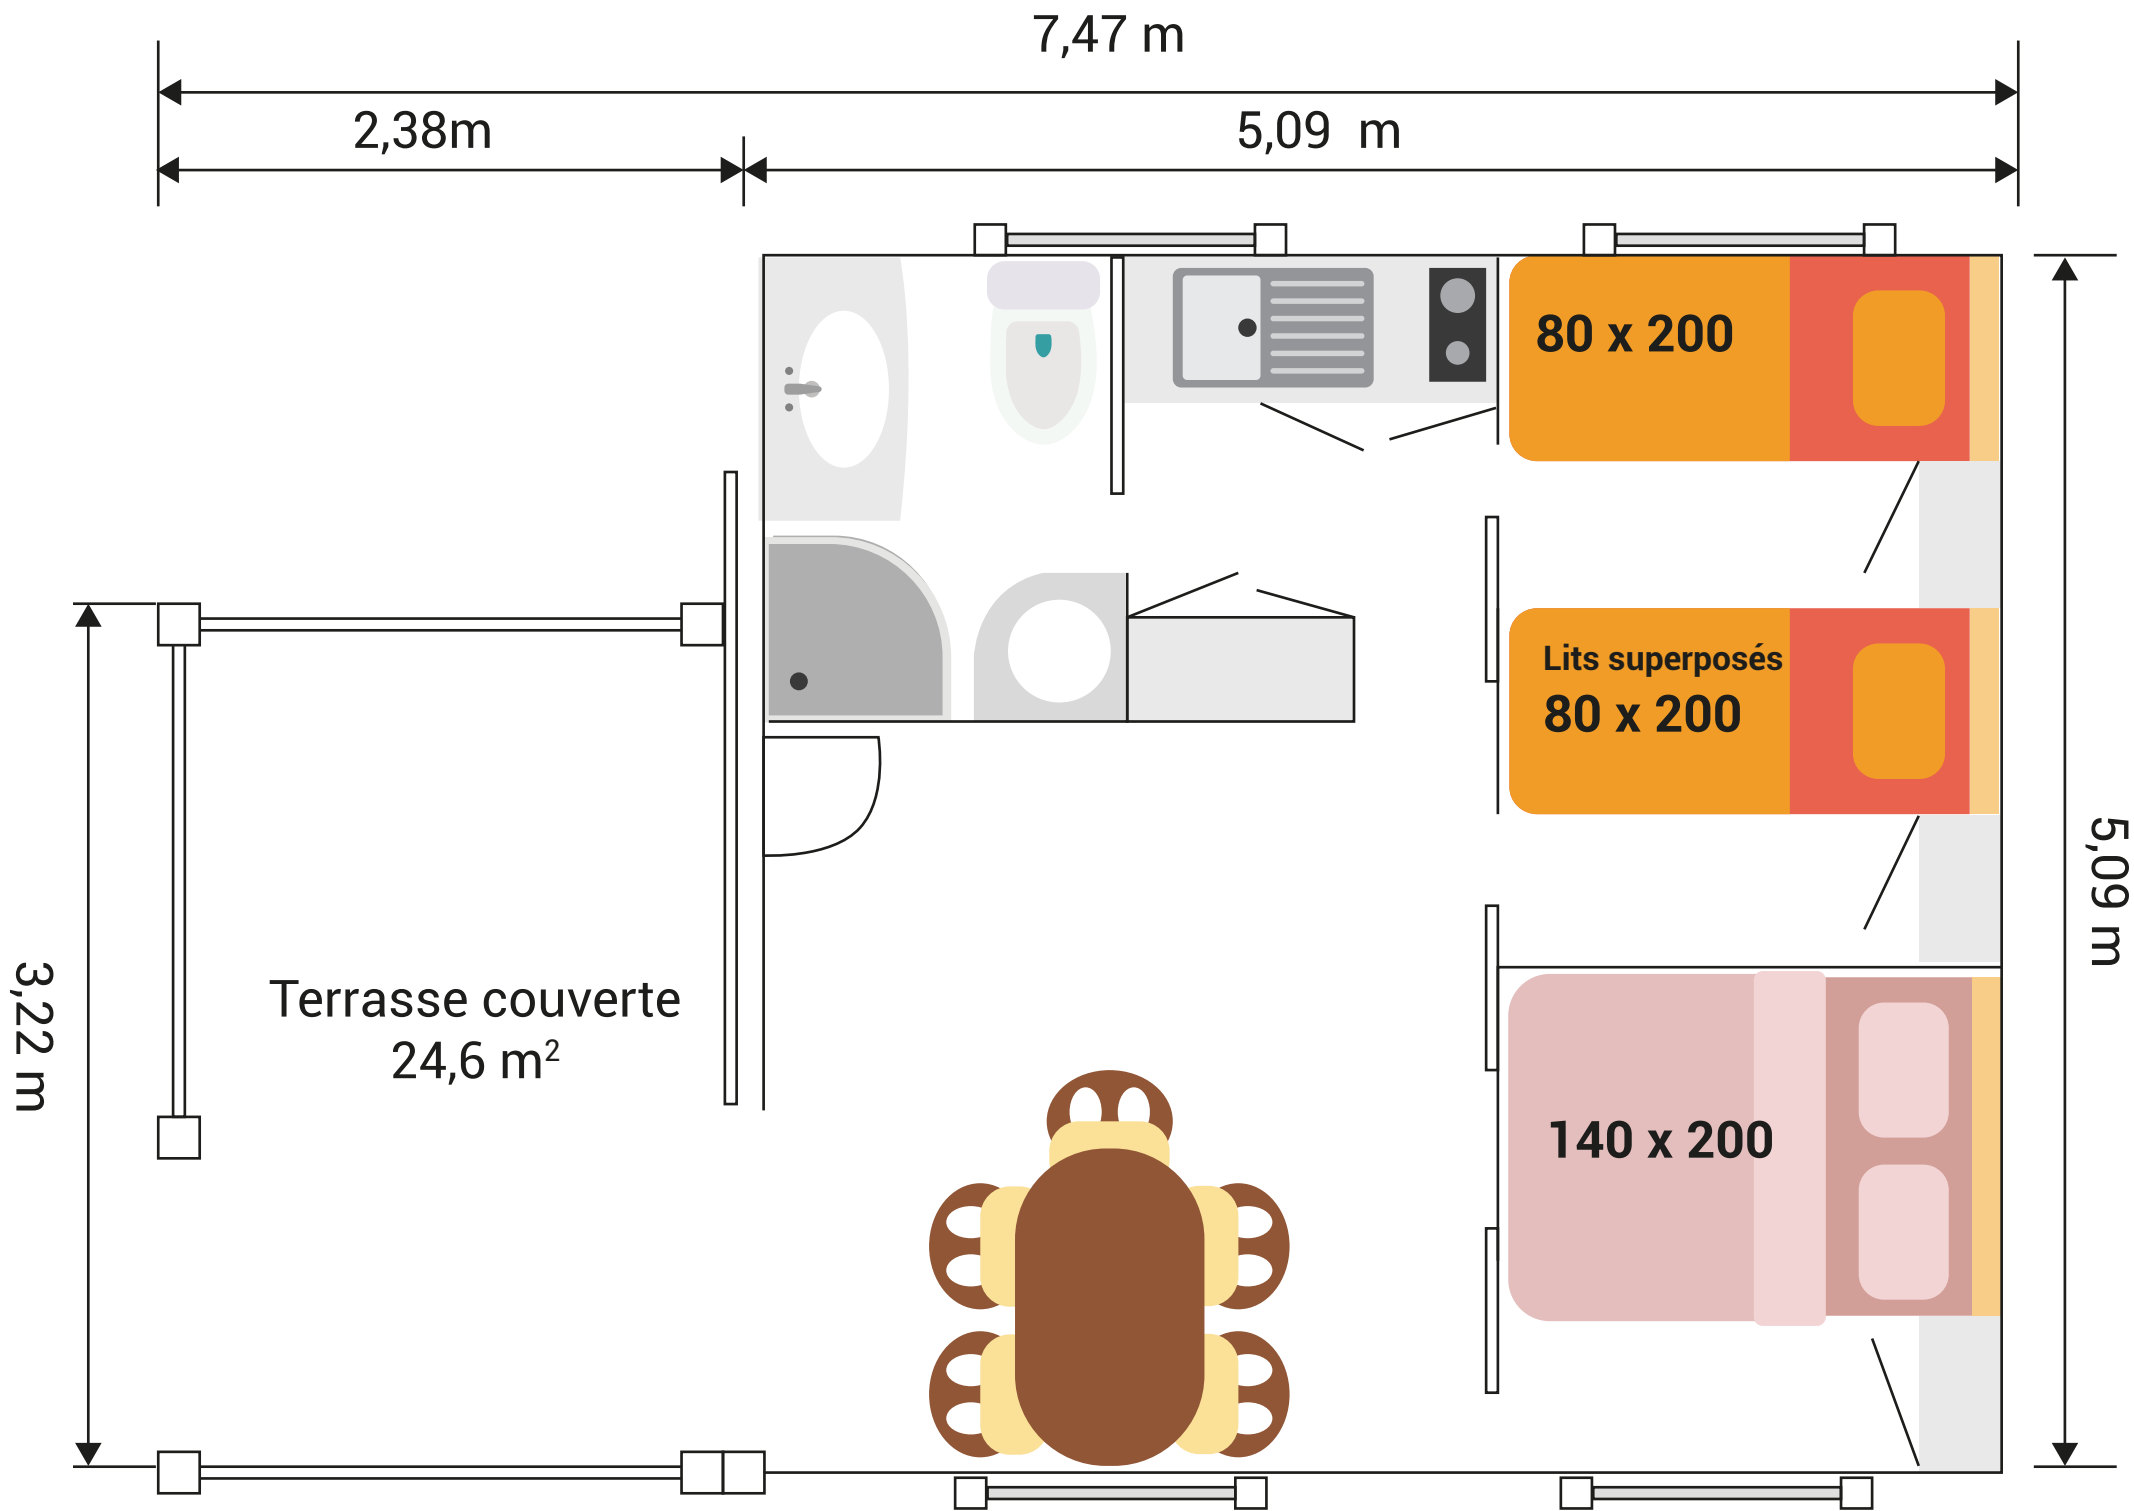 7,47 m
2,38m
5,09 m
80 x 200
Lits superposés
80 x 200
5,09 m
3,22 m
Terrasse couverte
24,6 m²
140 x 200